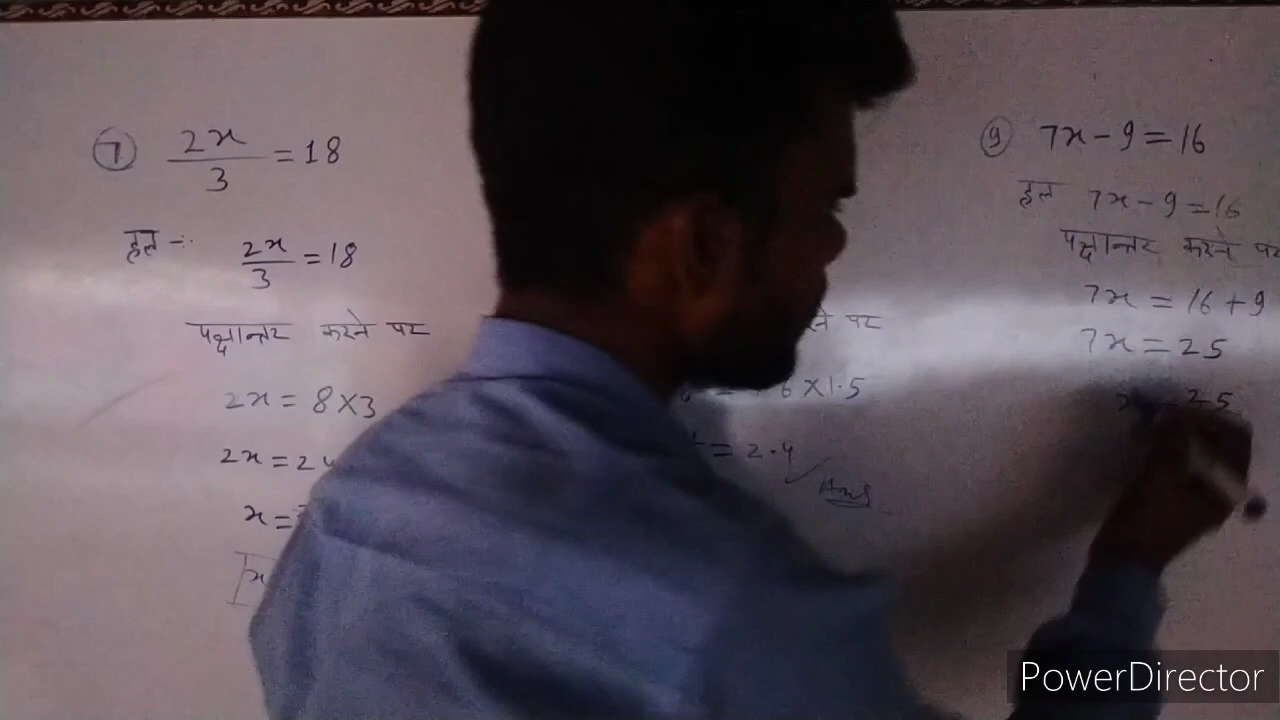 7 2x/3 = 18
हल -: 2x/3 = 18
पक्षान्तर करने पर
2x = 8×3
2x = 24
x =
x
पर
6×1.5
= 2.4
Ans
9 7x - 9 = 16
हल 7x - 9 = 16
पक्षान्तर करने पर
7x = 16 + 9
7x = 25
25
PowerDirector